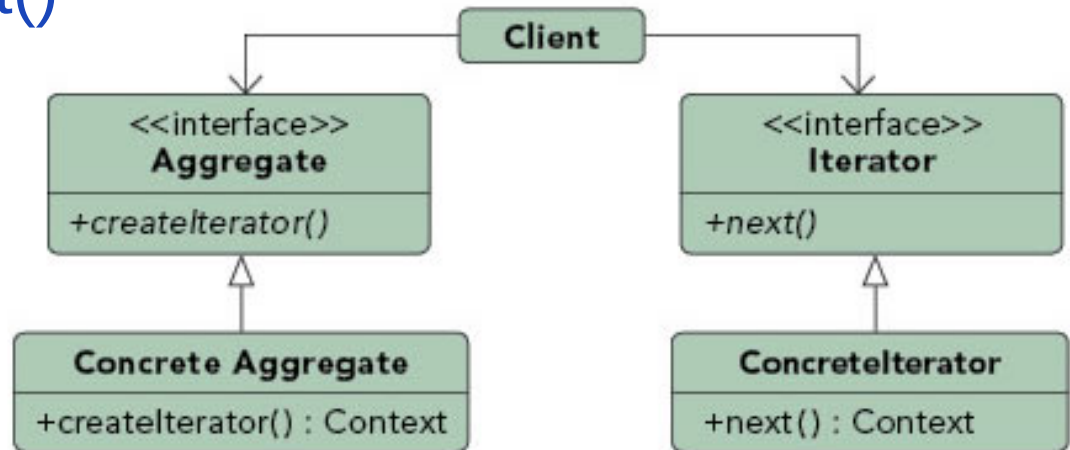 t()
Client
<<interface>>
Aggregate
+createIterator()
<<interface>>
Iterator
+next()
Concrete Aggregate
+createIterator() : Context
ConcreteIterator
+next() : Context